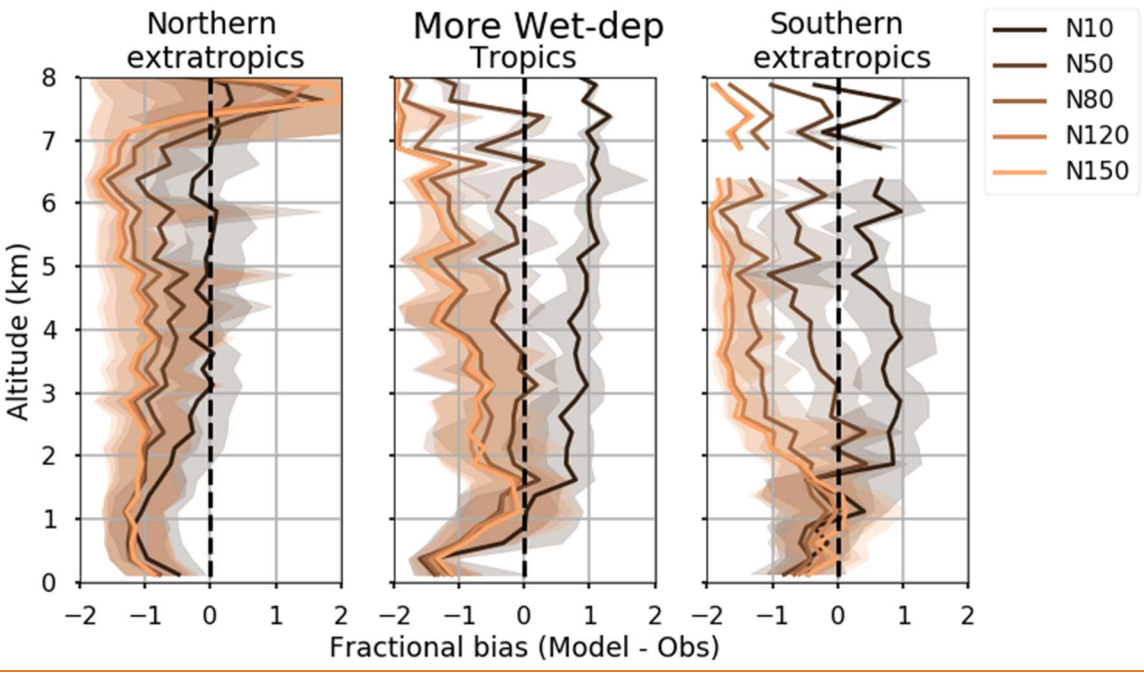 More Wet-dep
Northern
extratropics
Tropics
Southern
extratropics
N10
N50
N80
N120
N150
Altitude (km)
8
7
6
5
4
3
2
1
0
−2 −1 0 1 2
−2 −1 0 1 2
−2 −1 0 1 2
Fractional bias (Model - Obs)